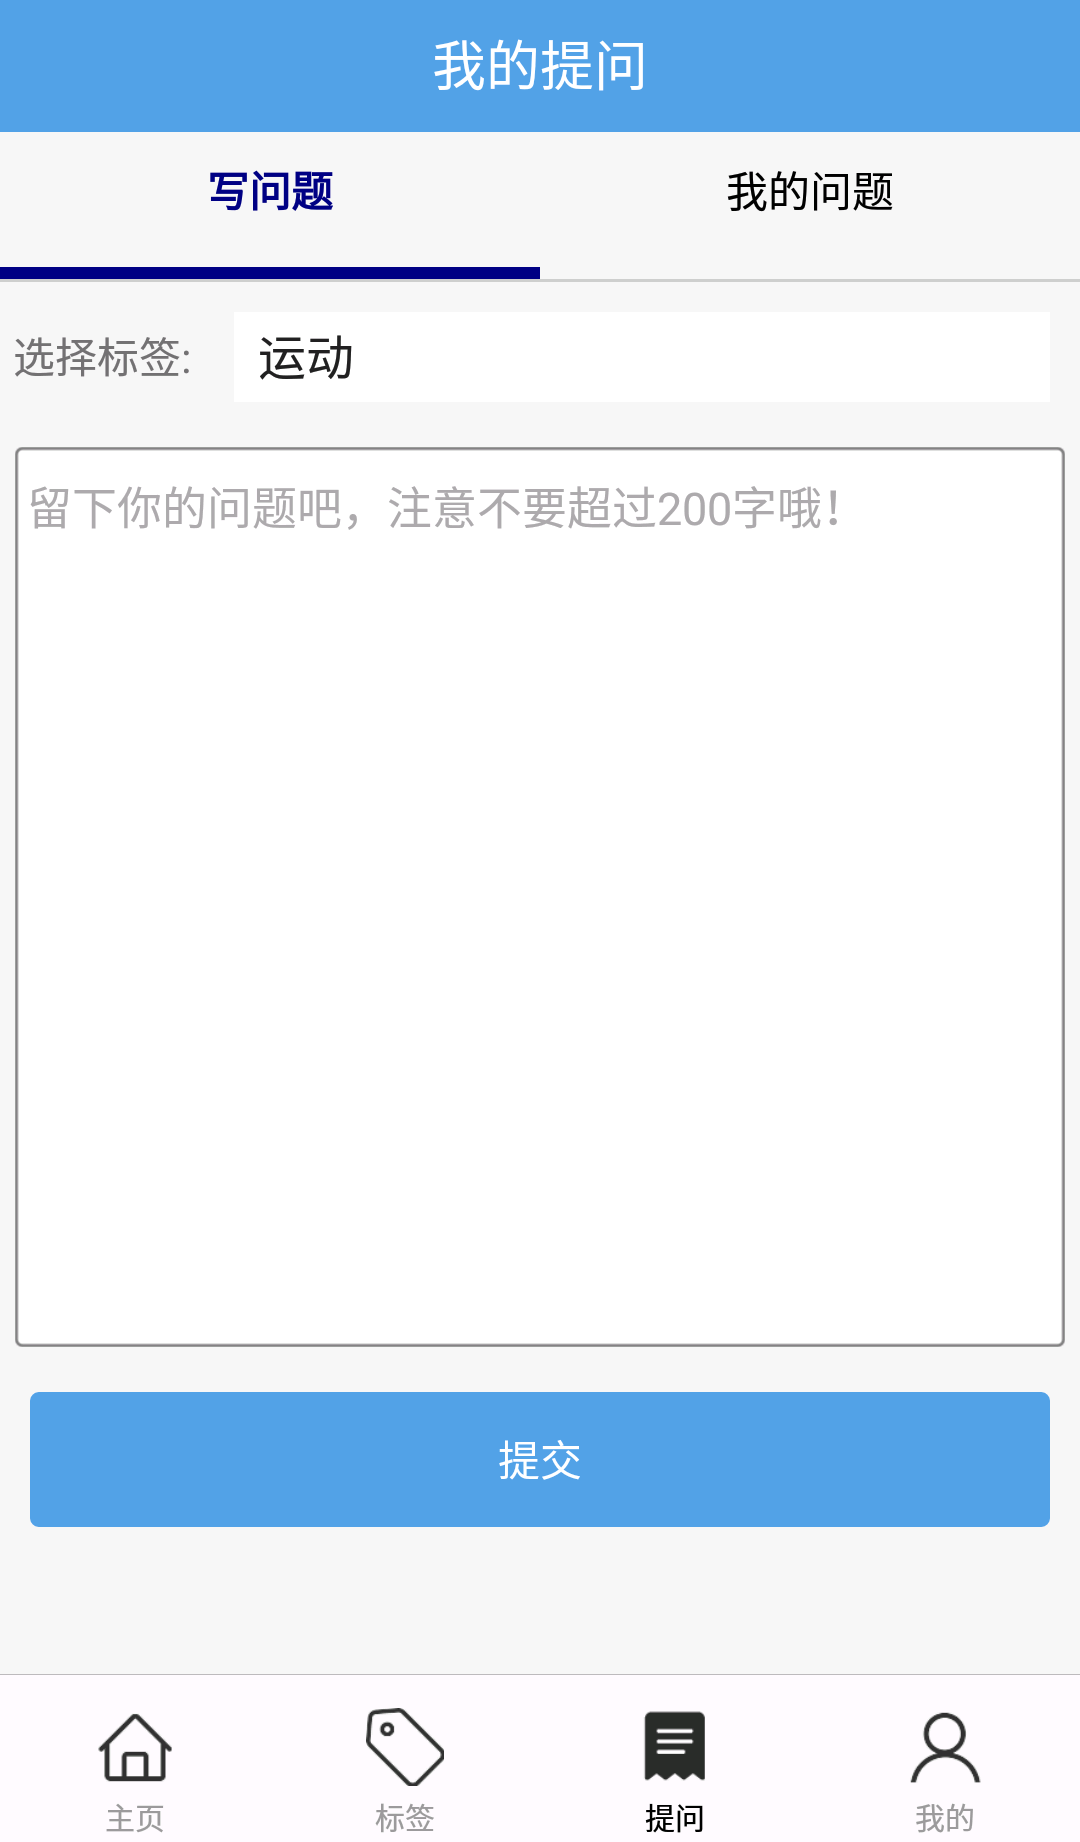 我的提问
写问题 我的问题
选择标签: 运动
留下你的问题吧，注意不要超过200字哦！
提交
主页 标签 提问 我的